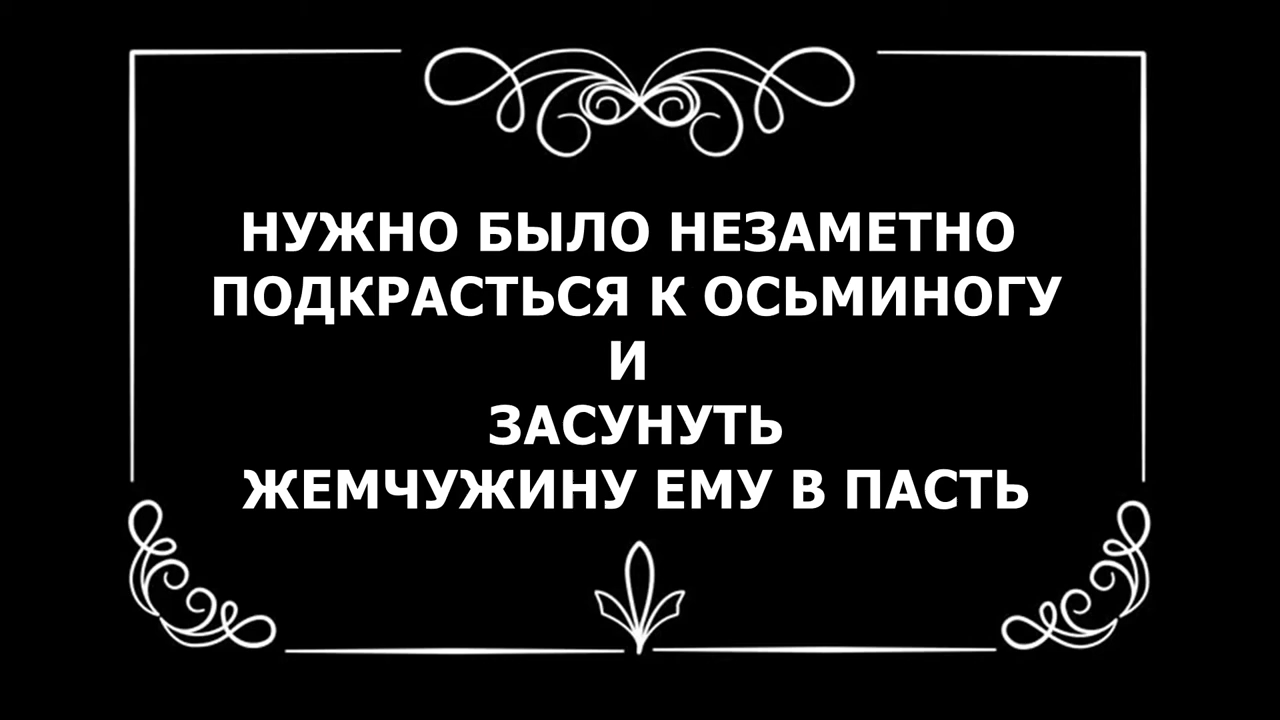 НУЖНО БЫЛО НЕЗАМЕТНО
ПОДКРАСТЬСЯ К ОСЬМИНОГУ
И
ЗАСУНУТЬ
ЖЕМЧУЖИНУ ЕМУ В ПАСТЬ